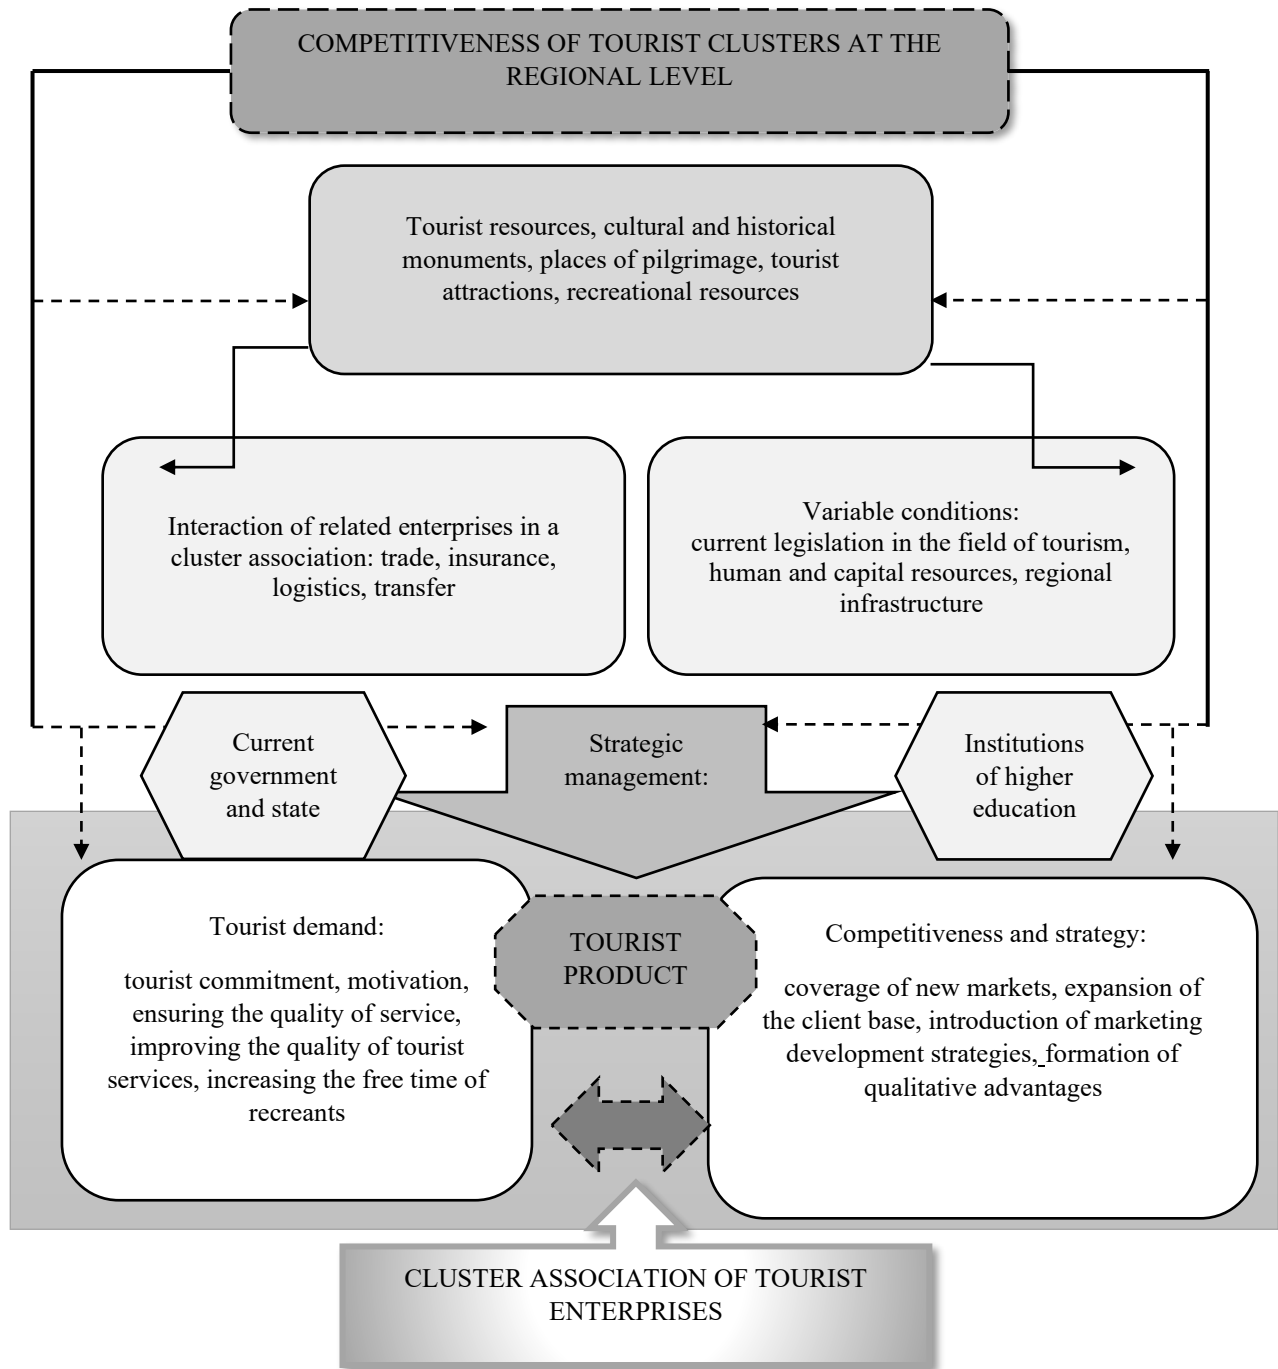 COMPETITIVENESS OF TOURIST CLUSTERS AT THE
REGIONAL LEVEL
Tourist resources, cultural and historical
monuments, places of pilgrimage, tourist
attractions, recreational resources
Interaction of related enterprises in a
cluster association: trade, insurance,
logistics, transfer
Variable conditions:
current legislation in the field of tourism,
human and capital resources, regional
infrastructure
Current
government
and state
Strategic
management:
Institutions
of higher
education
Tourist demand:
tourist commitment, motivation,
ensuring the quality of service,
improving the quality of tourist
services, increasing the free time of
recreants
TOURIST
PRODUCT
Competitiveness and strategy:
coverage of new markets, expansion of
the client base, introduction of marketing
development strategies, formation of
qualitative advantages
CLUSTER ASSOCIATION OF TOURIST
ENTERPRISES